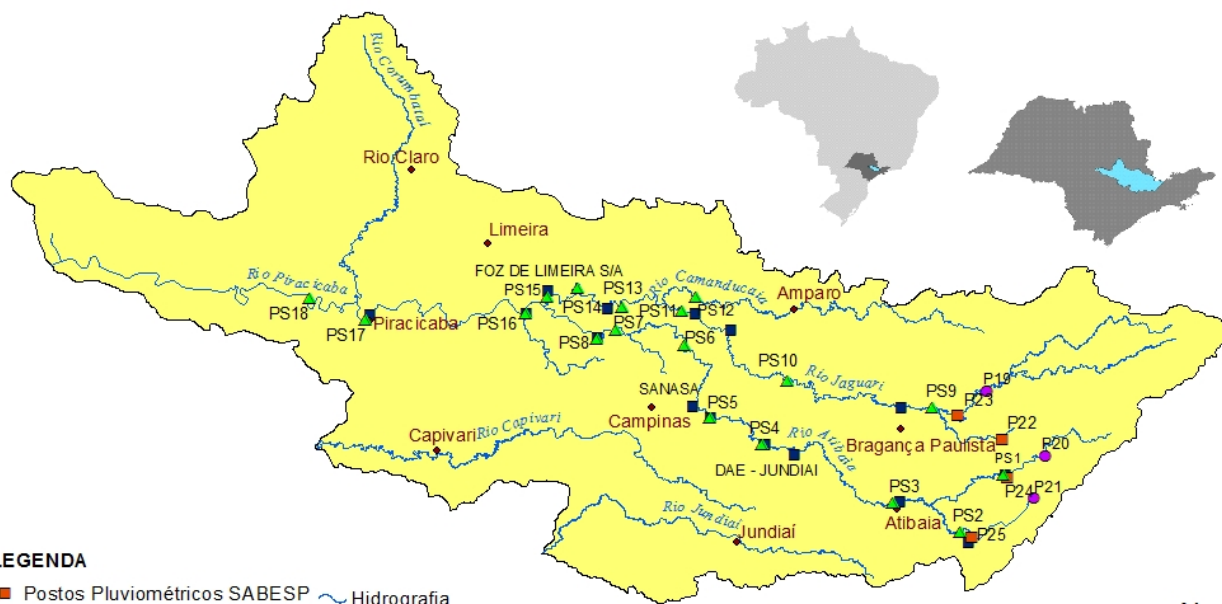 Rio Corumbataí
Rio Claro
Limeira
FOZ DE LIMEIRA S/A
Rio Camanducaia
Amparo
Rio Piracicaba
PS18
PS17
Piracicaba
PS16
PS15
PS14
PS13
PS11
PS12
PS8
PS7
PS6
PS10
Rio Jaguari
PS9
P19
P23
SANASA
PS5
Campinas
PS4
Rio Atibaia
DAE - JUNDIAI
Bragança Paulista
P22
P20
PS1
P24
P21
Capivari
Rio Capivari
PS3
Atibaia
PS2
P25
Rio Jundiaí
Jundiaí
LEGENDA
Postos Pluviométricos SABESP
Hidrografia